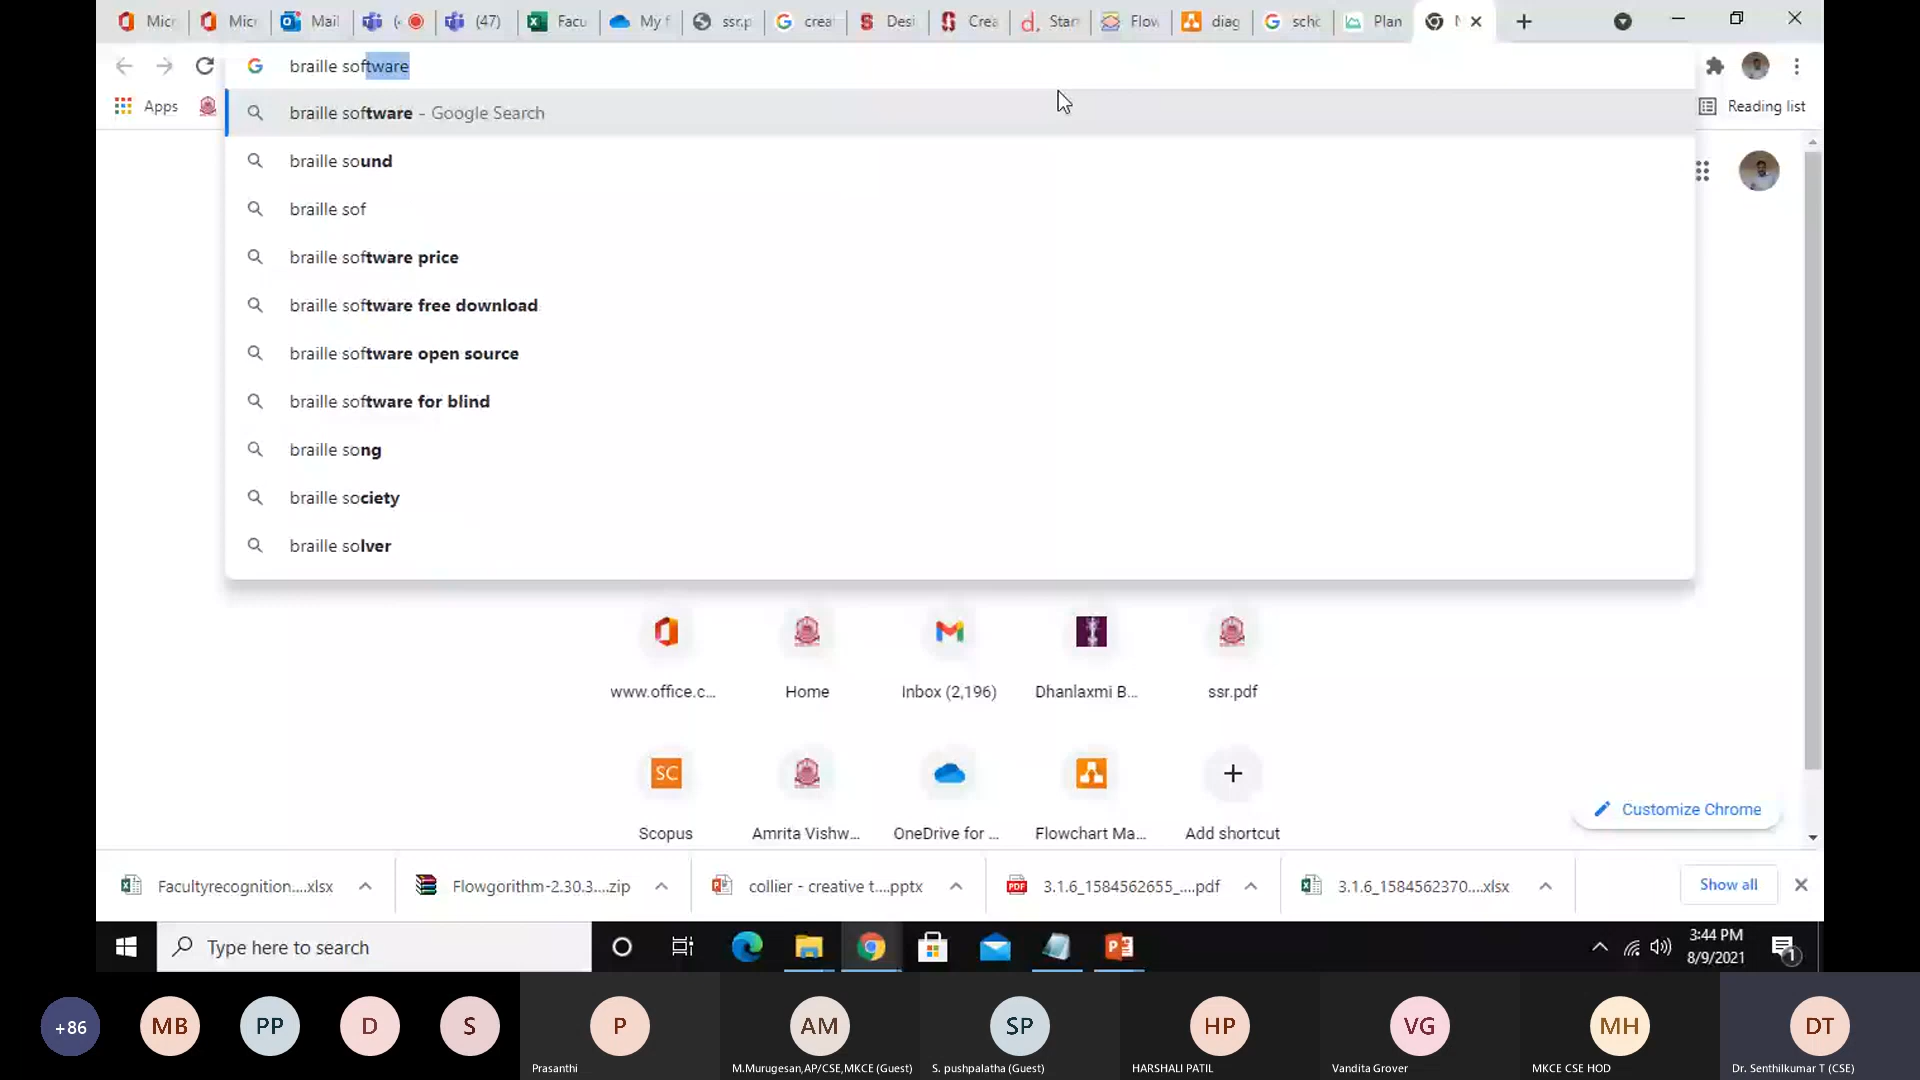 Micr
Micr
Mail
(
(47)
Facu
My f
ssr.p
crea
Desi
Crea
Start
Flow
diag
scho
Plan
braille software
Apps
Reading list
braille software - Google Search
braille sound
braille sof
braille software price
braille software free download
braille software open source
braille software for blind
braille song
braille society
braille solver
www.office.c...
Home
Inbox (2,196)
Dhanlaxmi B...
ssr.pdf
SC
Scopus
Amrita Vishw...
OneDrive for ...
Flowchart Ma...
Add shortcut
Customize Chrome
Facultyrecognition....xlsx
Flowgorithm-2.30.3....zip
collier - creative t....pptx
PDF
3.1.6_1584562655_....pdf
3.1.6_1584562370....xlsx
Show all
Type here to search
3:44 PM
8/9/2021
1
+86
MB
PP
D
S
P
AM
SP
HP
VG
MH
DT
Prasanthi
M.Murugesan,AP/CSE,MKCE (Guest)
S. pushpalatha (Guest)
HARSHALI PATIL
Vandita Grover
MKCE CSE HOD
Dr. Senthilkumar T (CSE)